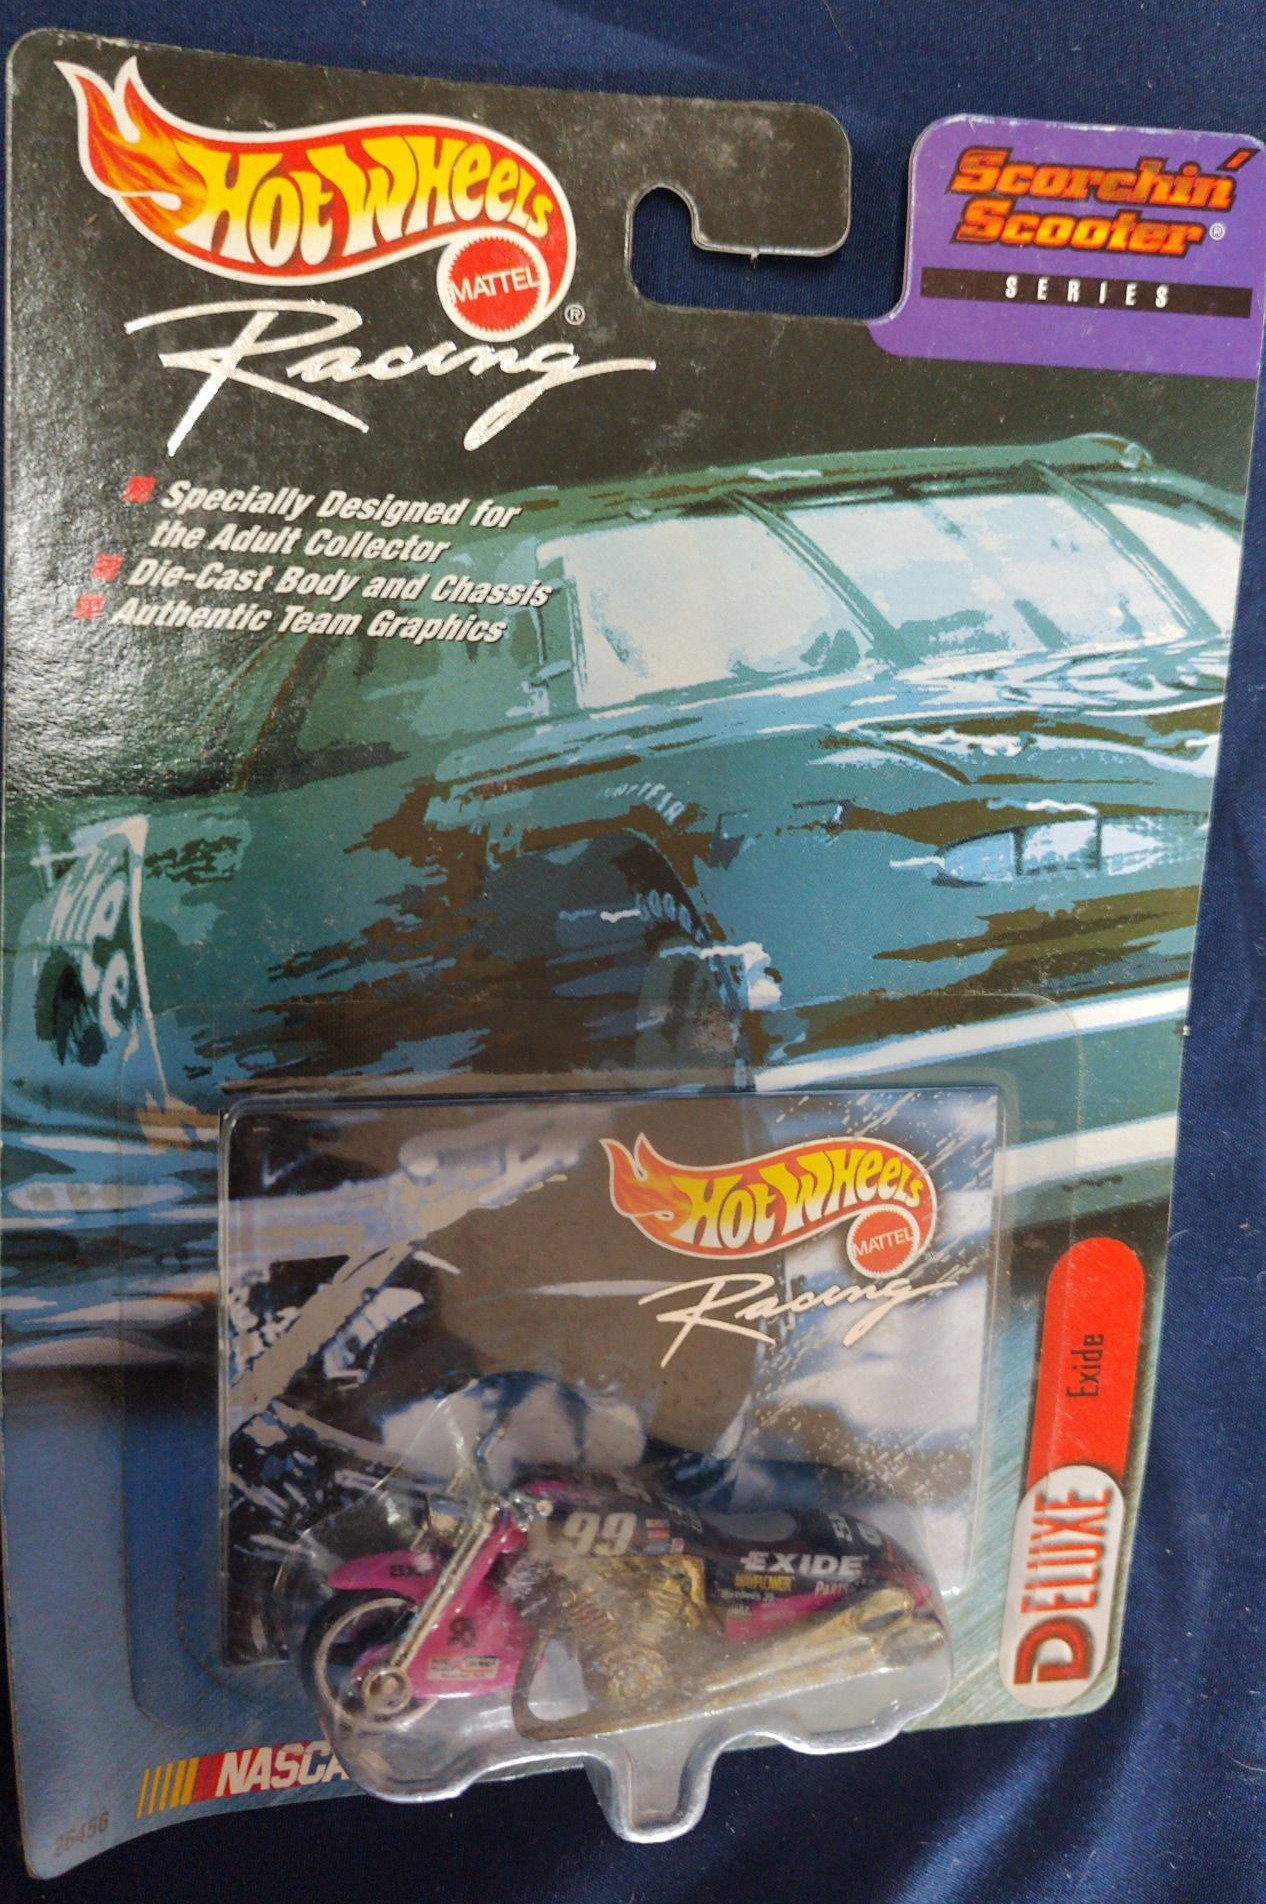 HOT WHEELS
MATTEL
®
Racing
Scorchin'
Scooter®
SERIES
Specially Designed for
the Adult Collector
Die-Cast Body and Chassis
Authentic Team Graphics
HOT WHEELS
MATTEL
Racing
Exide
DELUXE
99
EXIDE
MAYFLOWER
NASCA
26456